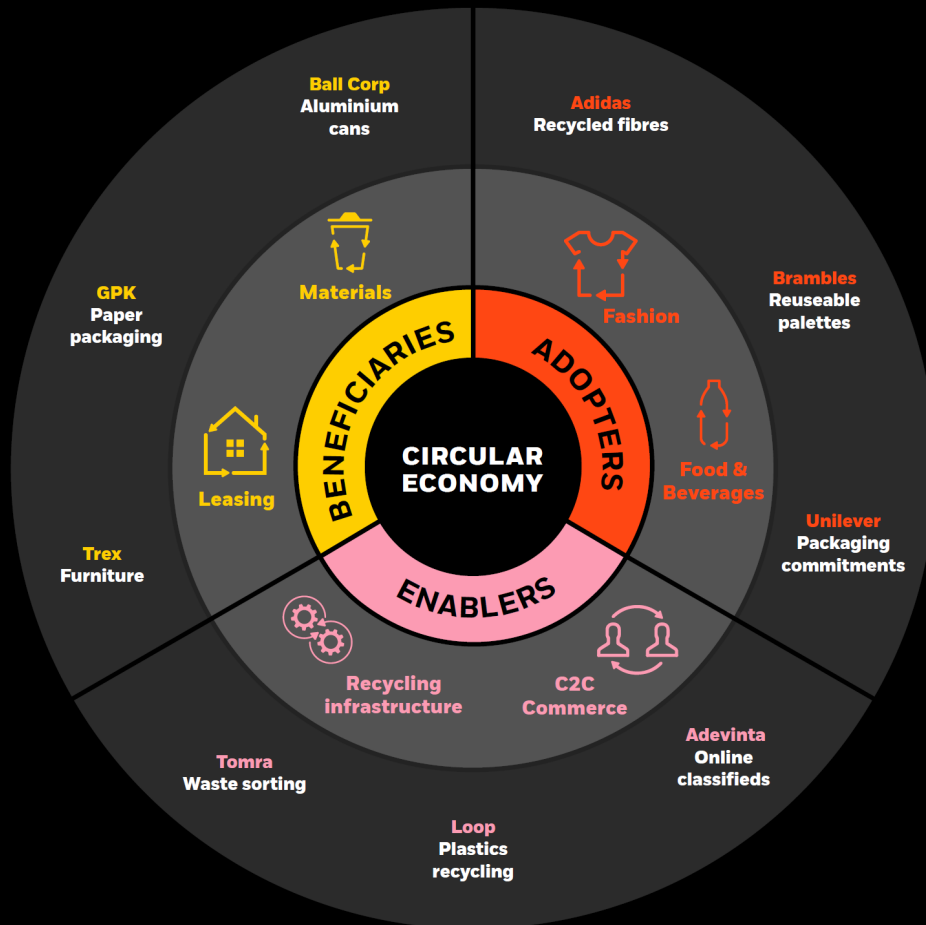 Ball Corp
Aluminium
cans
Adidas
Recycled fibres
Materials
Fashion
GPK
Paper
packaging
Brambles
Reuseable
palettes
BENEFICIARIES
ADOPTERS
CIRCULAR
ECONOMY
Leasing
Food &
Beverages
Trex
Furniture
Unilever
Packaging
commitments
ENABLERS
Recycling
infrastructure
C2C
Commerce
Tomra
Waste sorting
Adevinta
Online
classifieds
Loop
Plastics
recycling